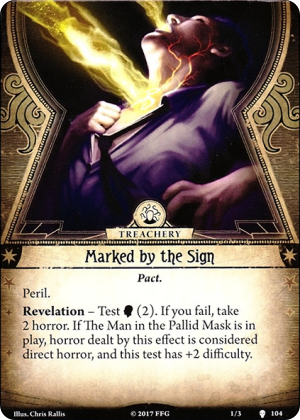 TREACHERY
Marked by the Sign
Pact.
Peril.
Revelation – Test (2). If you fail, take
2 horror. If The Man in the Pallid Mask is in
play, horror dealt by this effect is considered
direct horror, and this test has +2 difficulty.
Illus. Chris Rallis © 2017 FFG 1/3 104